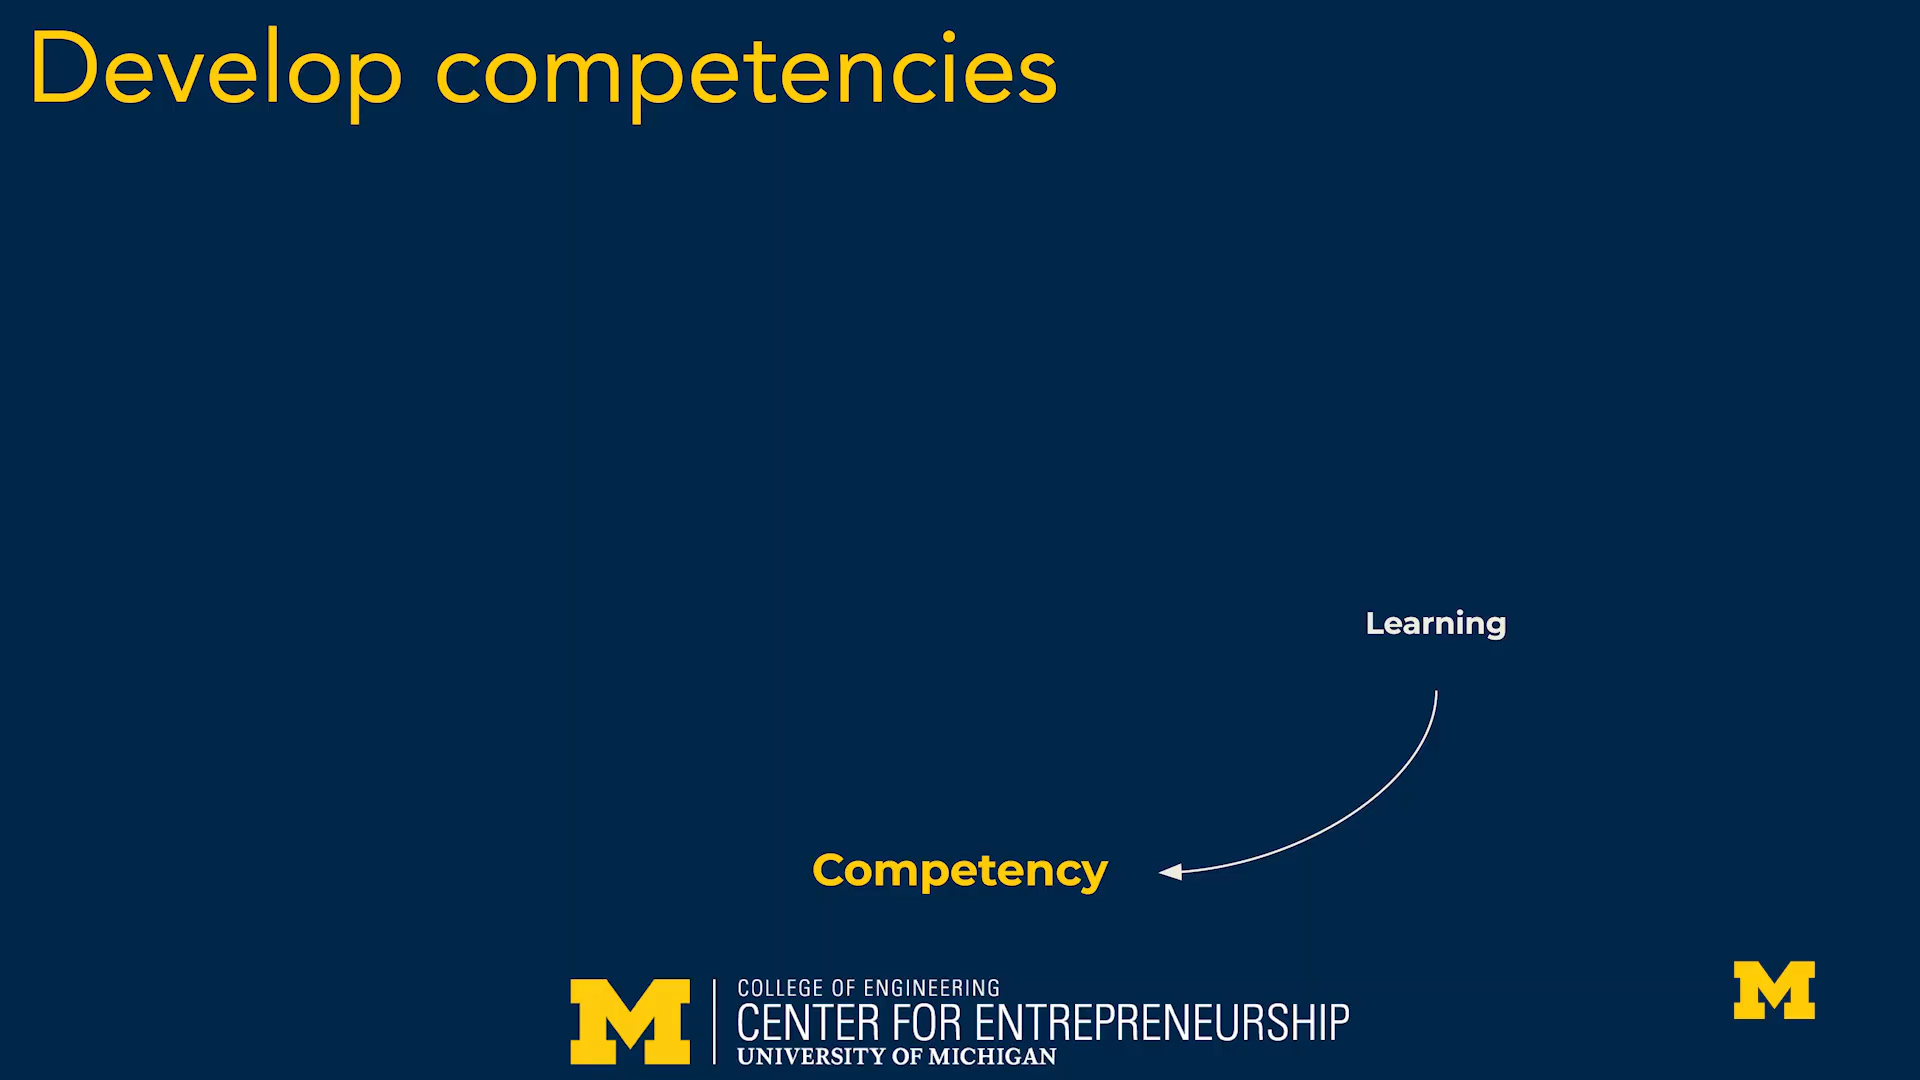 Develop competencies
Learning
Competency
M
COLLEGE OF ENGINEERING
CENTER FOR ENTREPRENEURSHIP
UNIVERSITY OF MICHIGAN
M